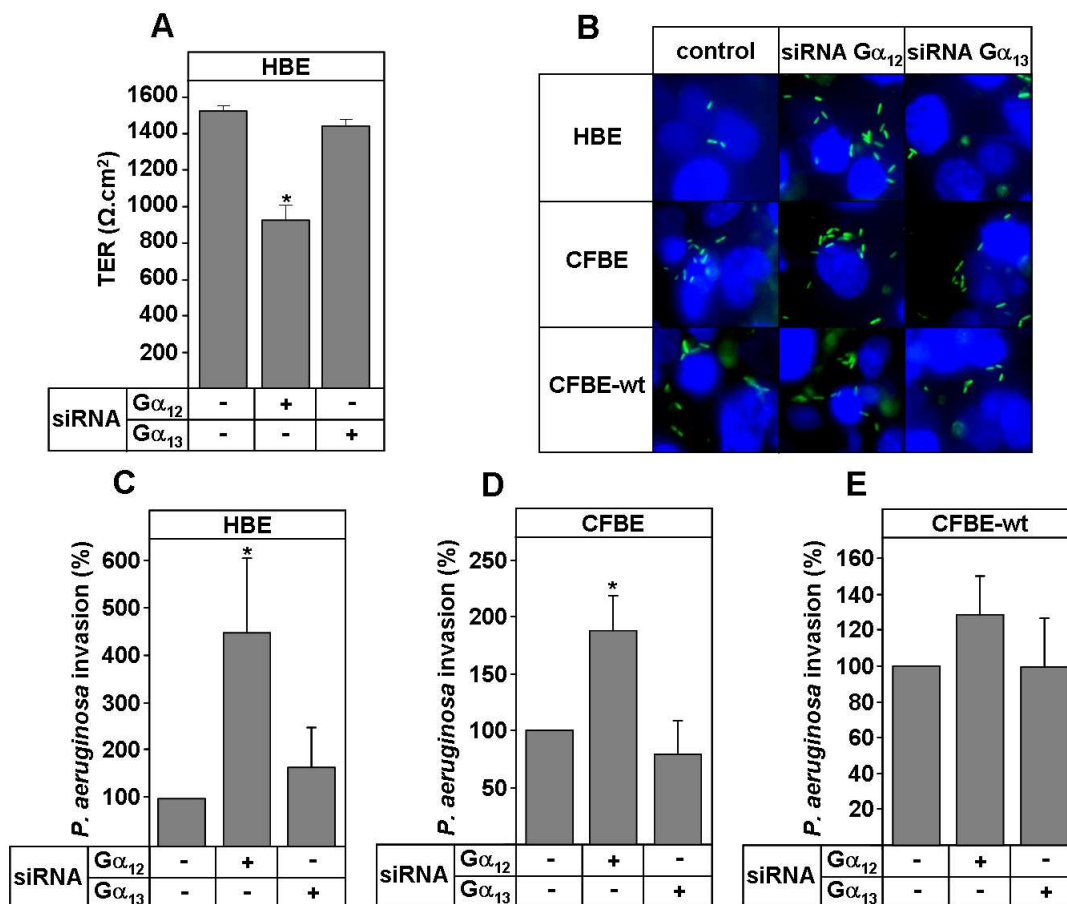 A
HBE
TER (Ω.cm²)
1600
1400
1200
1000
800
600
400
200
*
siRNA
Gα₁₂ - + -
Gα₁₃ - - +
B
control siRNA Gα₁₂ siRNA Gα₁₃
HBE
CFBE
CFBE-wt
C
HBE
P. aeruginosa invasion (%)
600
500
400
300
200
100
*
siRNA
Gα₁₂ - + -
Gα₁₃ - - +
D
CFBE
P. aeruginosa invasion (%)
250
200
150
100
50
*
siRNA
Gα₁₂ - + -
Gα₁₃ - - +
E
CFBE-wt
P. aeruginosa invasion (%)
160
140
120
100
80
60
40
20
siRNA
Gα₁₂ - + -
Gα₁₃ - - +